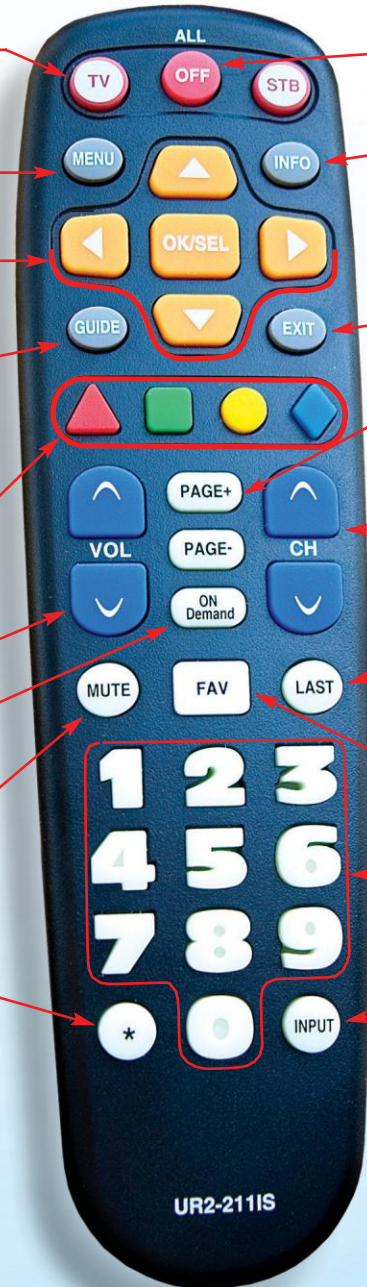 ALL
TV OFF STB
MENU INFO
OK/SEL
GUIDE EXIT
PAGE+
VOL PAGE- CH
ON
Demand
MUTE FAV LAST
1 2 3
4 5 6
7 8 9
* 0 INPUT
UR2-211IS